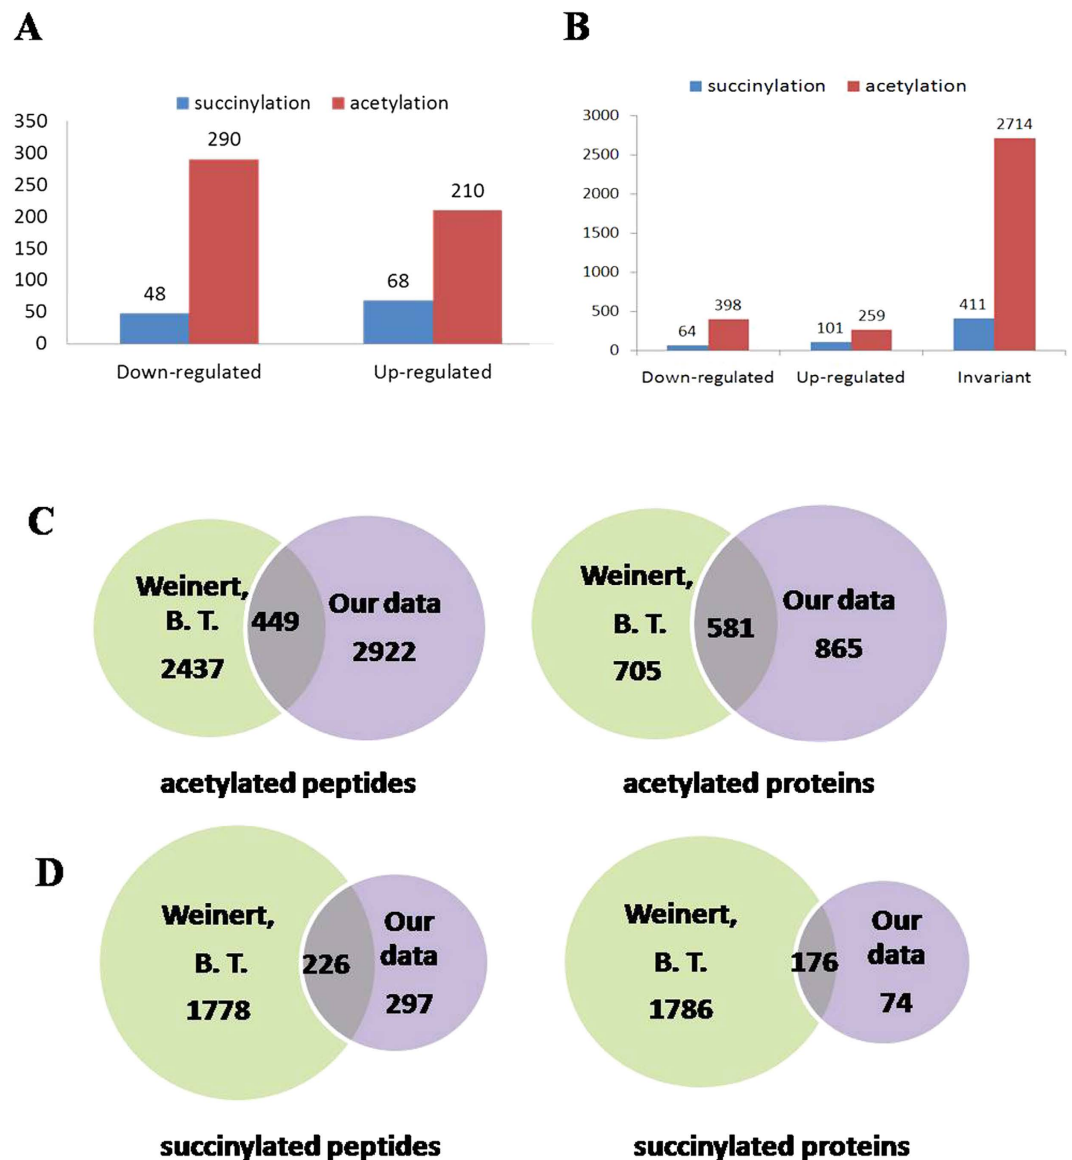 A
succinylation acetylation
350
300
250
200
150
100
50
0
290
210
48
68
Down-regulated Up-regulated
B
succinylation acetylation
3000
2500
2000
1500
1000
500
0
2714
64
398
101
259
411
Down-regulated Up-regulated Invariant
C
Weinert,
B. T.
2437
449
Our data
2922
acetylated peptides
Weinert,
B. T.
705
581
Our data
865
acetylated proteins
D
Weinert,
B. T.
1778
226
Our
data
297
succinylated peptides
Weinert,
B. T.
1786
176
Our
data
74
succinylated proteins